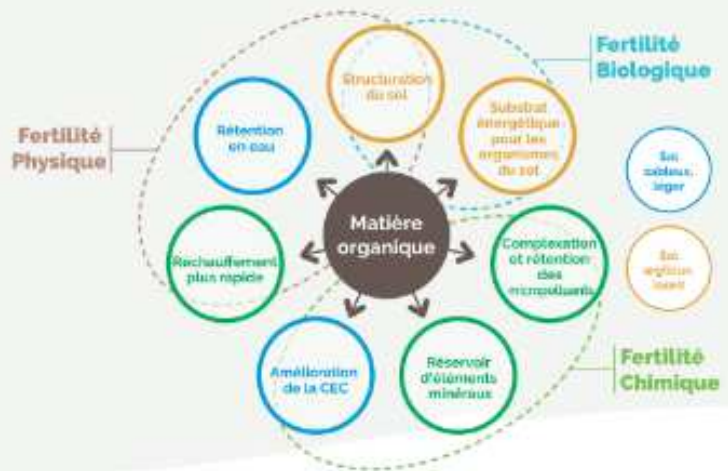 Fertilité
Biologique
Structuration
du sol
Substrat
énergétique
pour les
organismes
du sol
Rétention
en eau
Fertilité
Physique
Sol
sableux,
léger
Matière
organique
Complexation
et rétention
des
micropolluants
Réchauffement
plus rapide
Sol
argileux
lourd
Amélioration
de la CEC
Réservoir
d'éléments
minéraux
Fertilité
Chimique